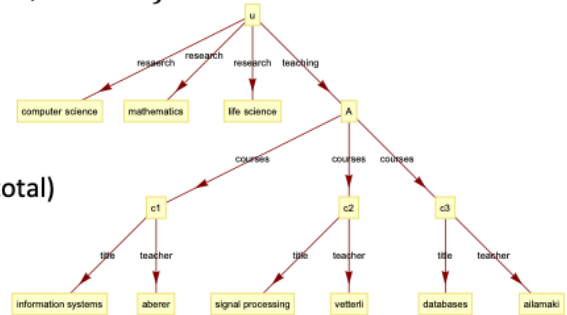 u
research research research teaching
computer science mathematics life science A
courses courses courses
otal)
c1 c2 c3
title teacher title teacher title teacher
information systems aberer signal processing vetterli databases ailamaki